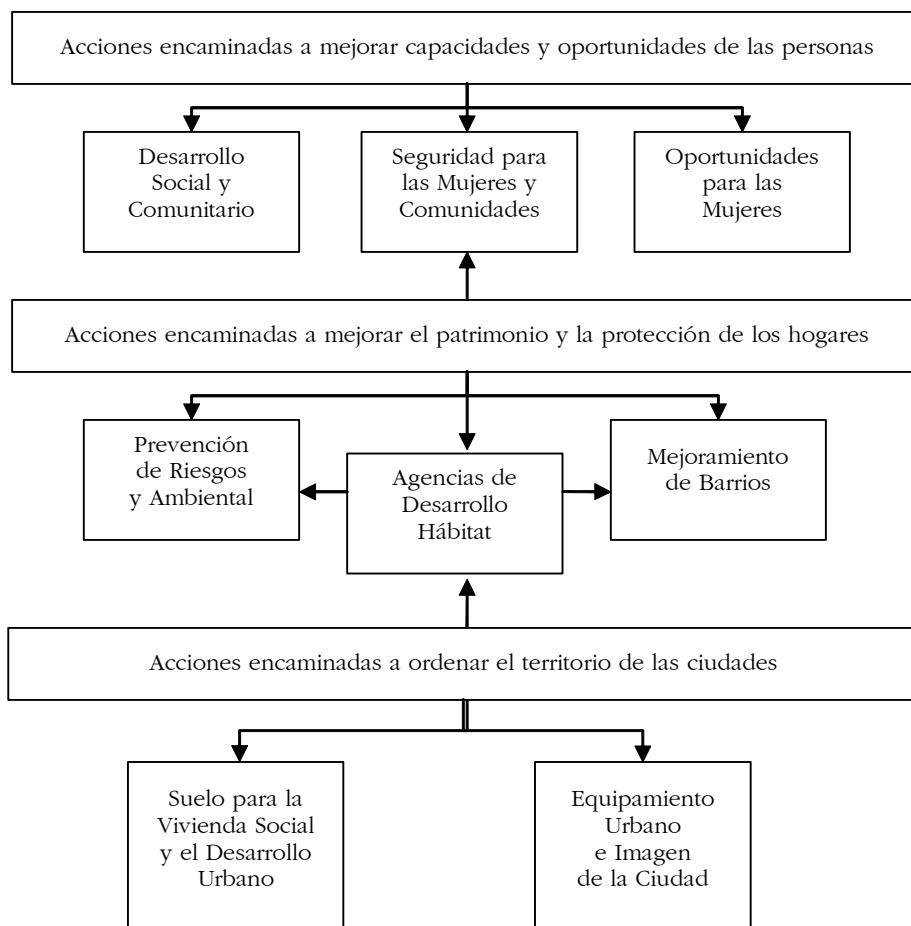 Acciones encaminadas a mejorar capacidades y oportunidades de las personas
Desarrollo
Social y
Comunitario
Seguridad para
las Mujeres y
Comunidades
Oportunidades
para las
Mujeres
Acciones encaminadas a mejorar el patrimonio y la protección de los hogares
Prevención
de Riesgos
y Ambiental
Agencias de
Desarrollo
Hábitat
Mejoramiento
de Barrios
Acciones encaminadas a ordenar el territorio de las ciudades
Suelo para la
Vivienda Social
y el Desarrollo
Urbano
Equipamiento
Urbano
e Imagen
de la Ciudad